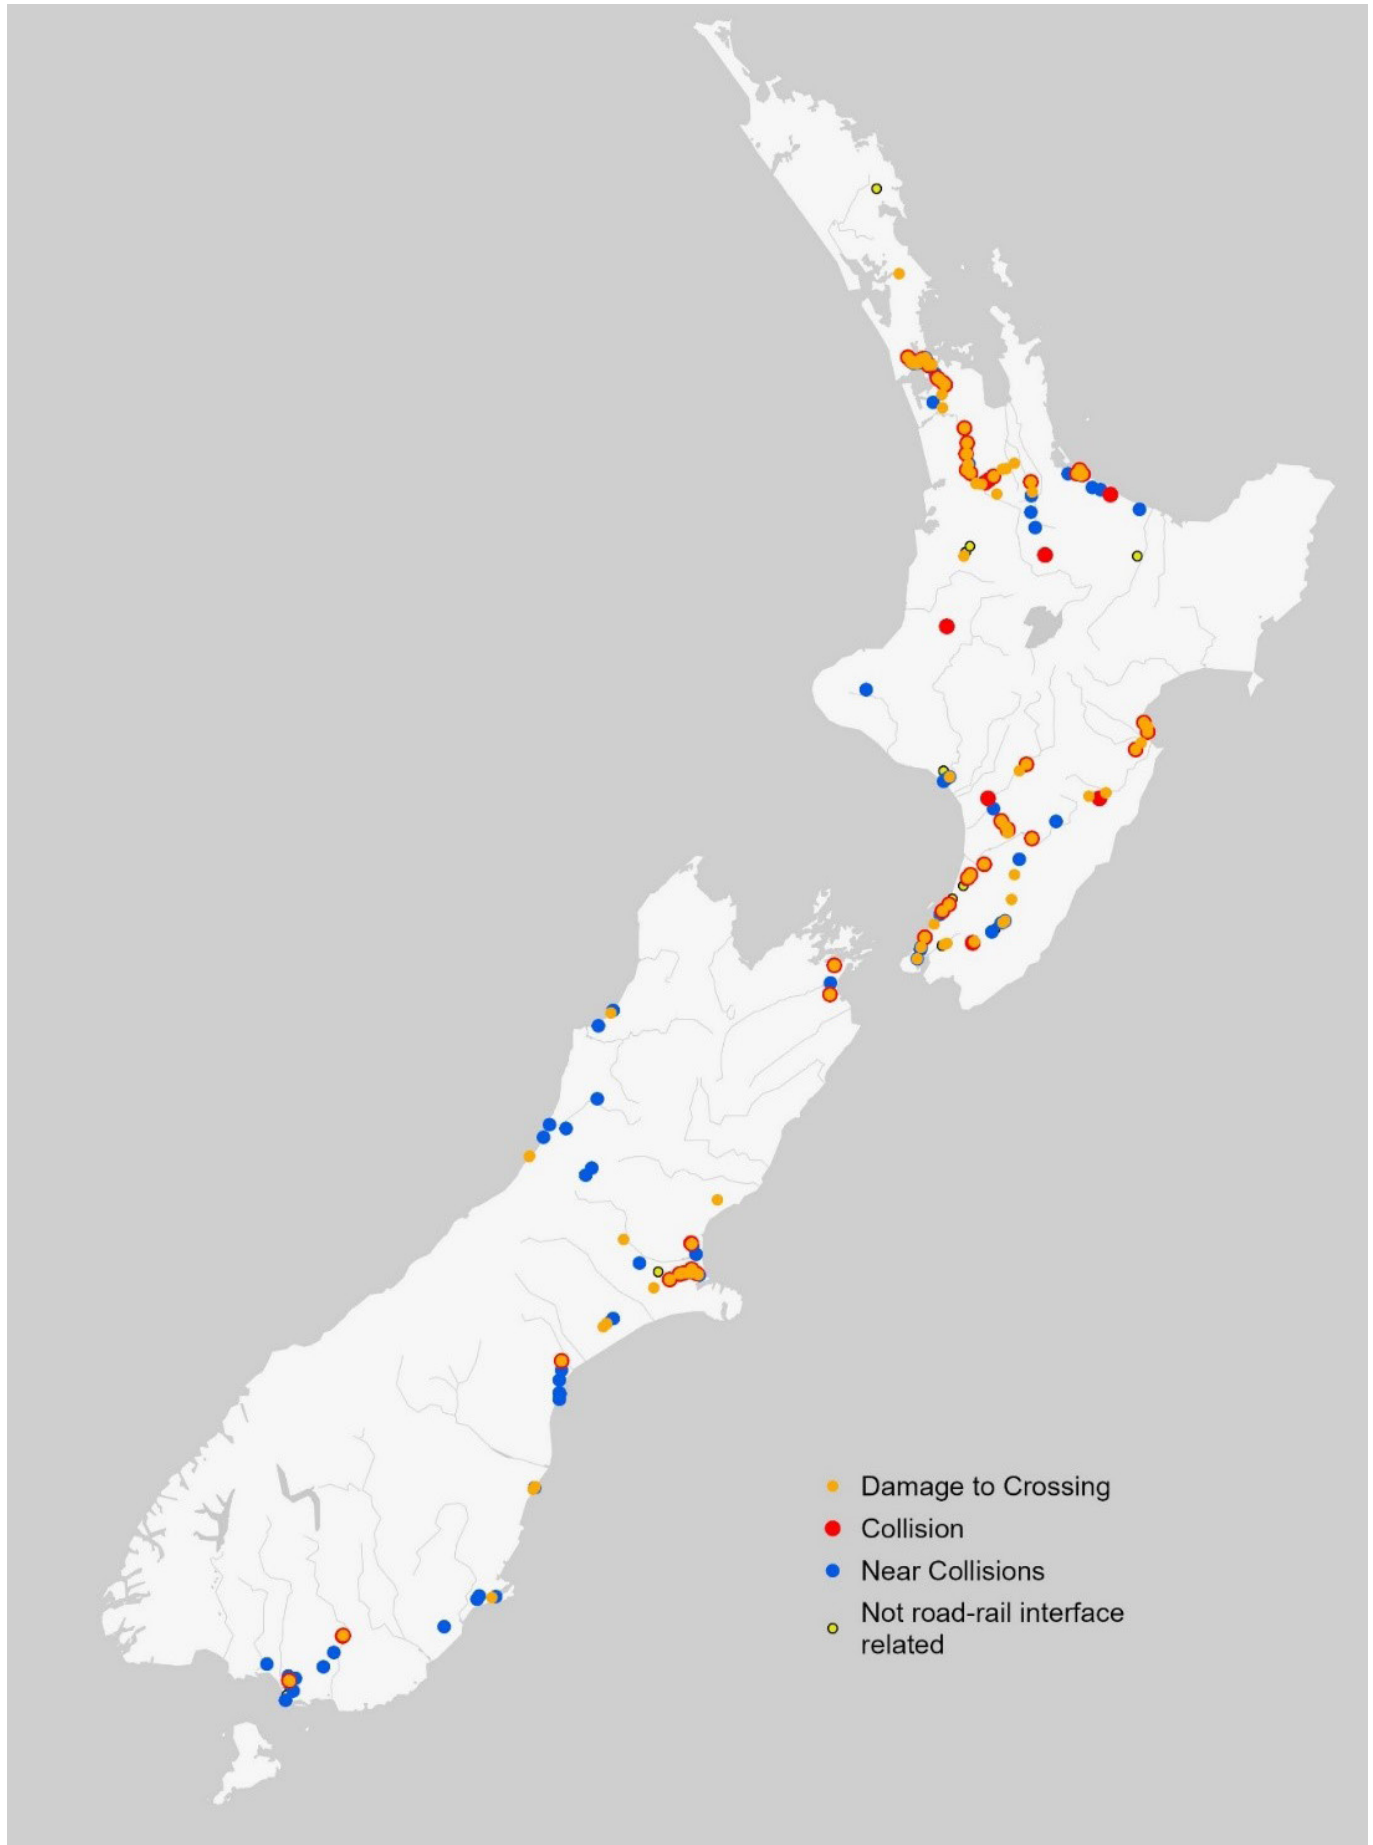 Damage to Crossing
Collision
Near Collisions
Not road-rail interface
related